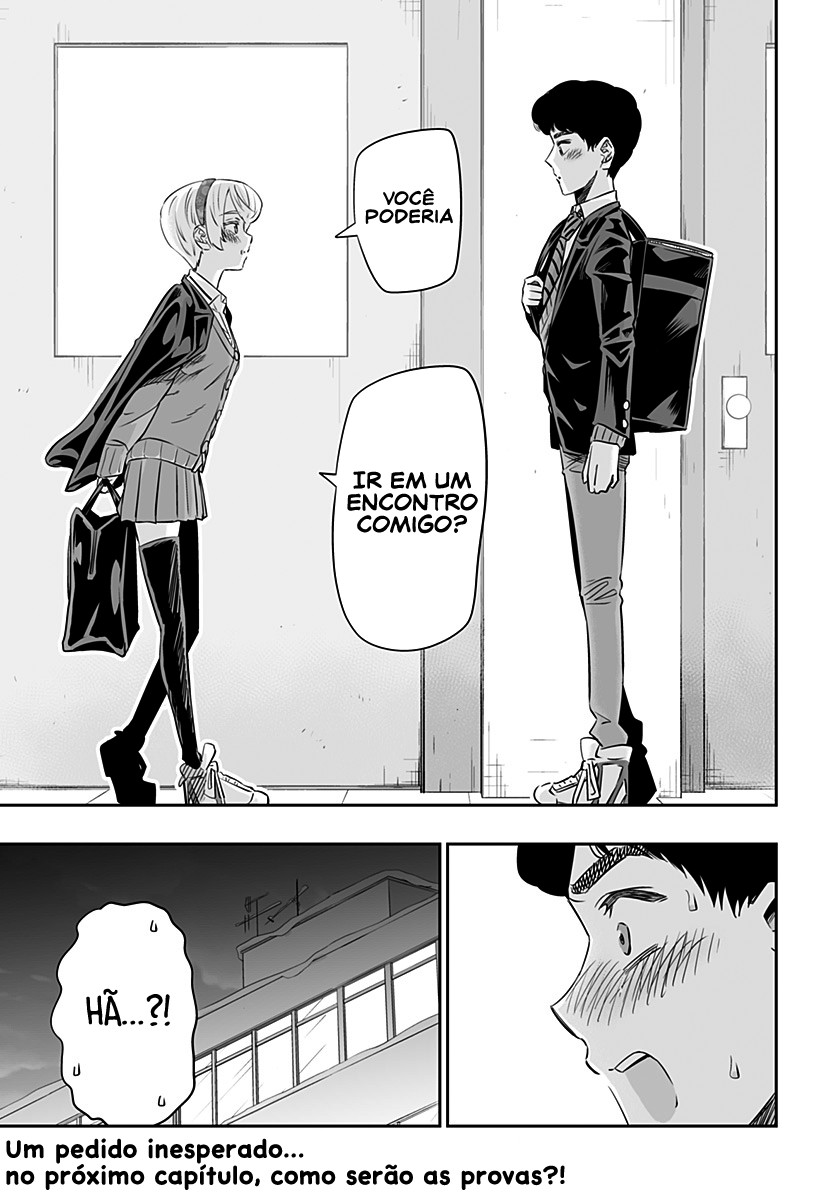 VOCÊ
PODERIA
IR EM UM
ENCONTRO
COMIGO?
HÃ...?!
Um pedido inesperado...
no próximo capítulo, como serão as provas?!